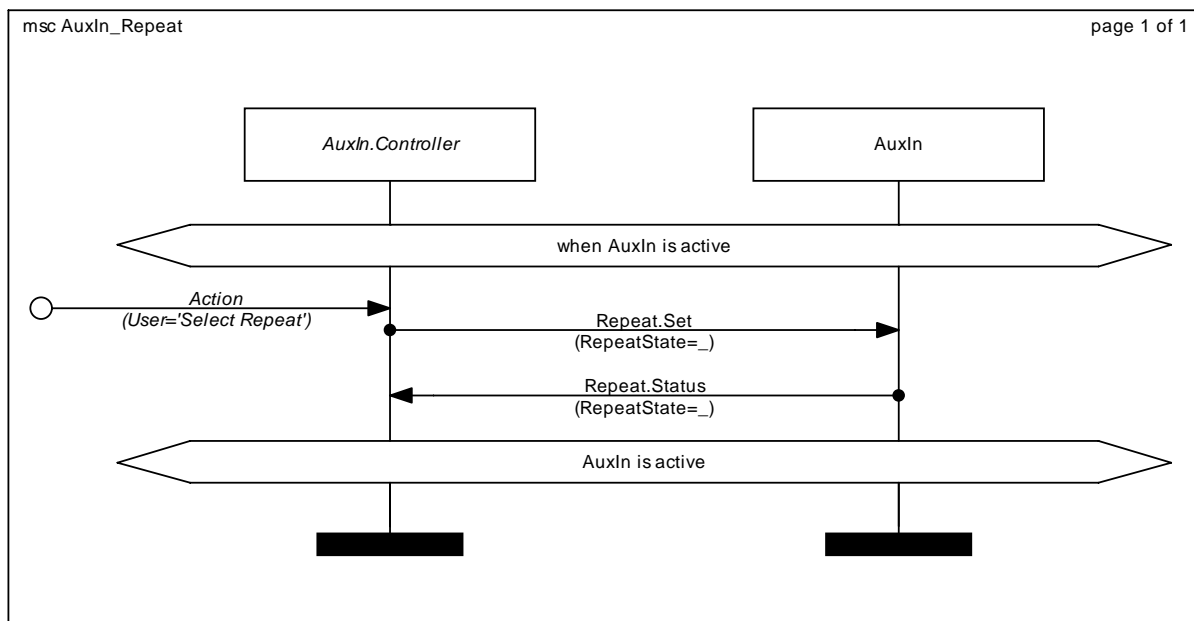 msc AuxIn_Repeat
page 1 of 1
AuxIn.Controller
AuxIn
when AuxIn is active
Action
(User='Select Repeat')
Repeat.Set
(RepeatState=_)
Repeat.Status
(RepeatState=_)
AuxIn is active